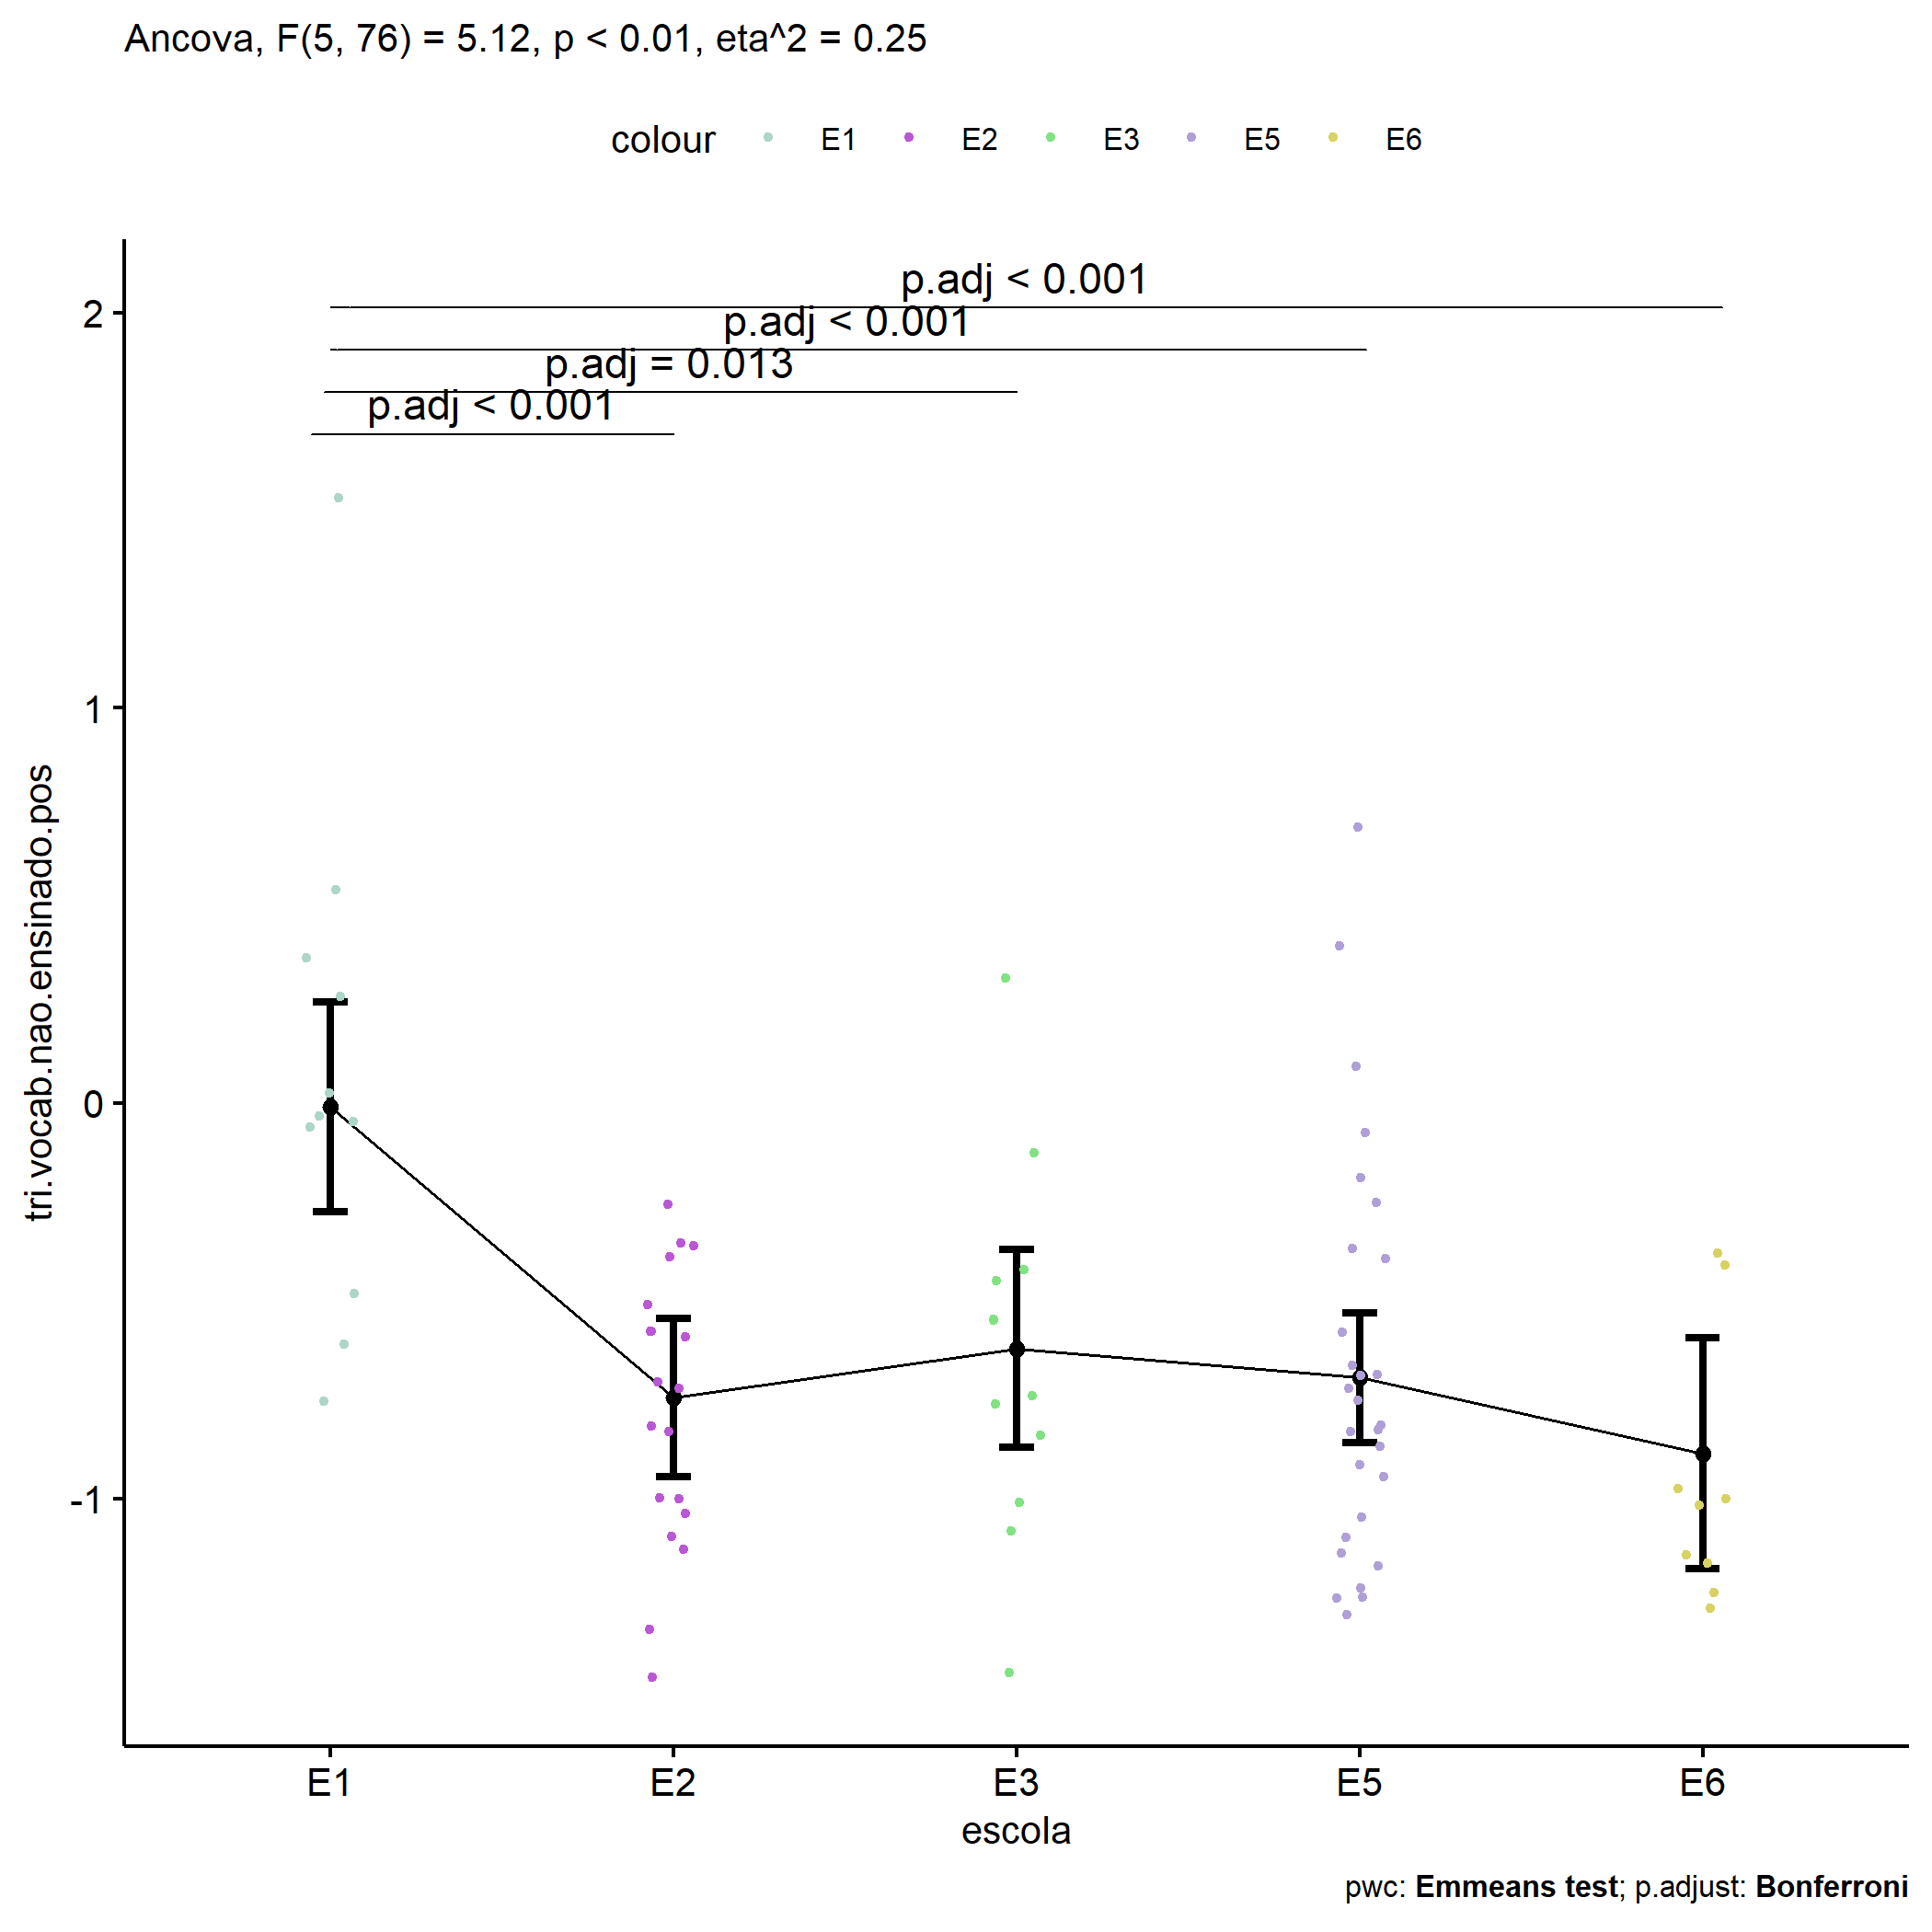 Ancova, F(5, 76) = 5.12, p < 0.01, eta^2 = 0.25
colour E1 E2 E3 E5 E6
p.adj < 0.001
p.adj < 0.001
p.adj = 0.013
p.adj < 0.001
2
1
0
-1
tri.vocab.nao.ensinado.pos
E1 E2 E3 E5 E6
escola
pwc: Emmeans test; p.adjust: Bonferroni